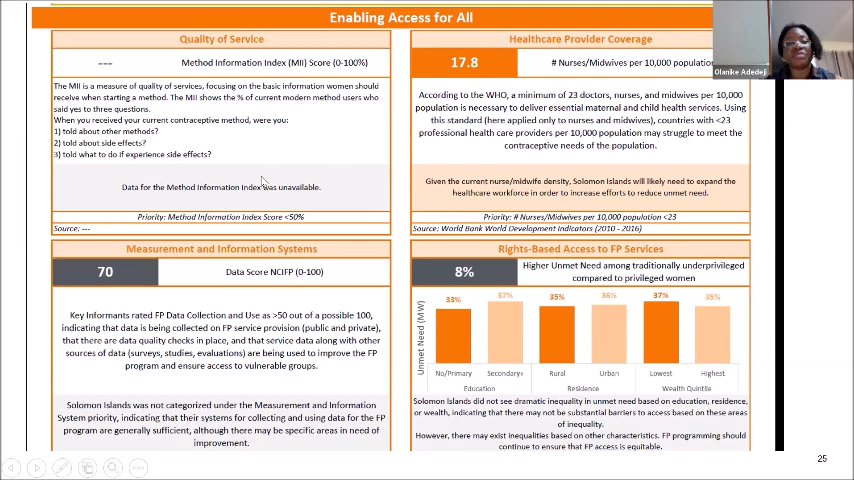 Enabling Access for All
Quality of Service
--- Method Information Index (MII) Score (0-100%)
The MII is a measure of quality of services, focusing on the basic information women should
receive when starting a method. The MII shows the % of current modern method users who
said yes to three questions.
When you received your current contraceptive method, were you:
1) told about other methods?
2) told about side effects?
3) told what to do if experience side effects?
Data for the Method Information Index was unavailable.
Priority: Method Information Index Score <50%
Source: ---
Healthcare Provider Coverage
17.8 # Nurses/Midwives per 10,000 population
According to the WHO, a minimum of 23 doctors, nurses, and midwives per 10,000
population is necessary to deliver essential maternal and child health services. Using
this standard (here applied only to nurses and midwives), countries with <23
professional health care providers per 10,000 population may struggle to meet the
contraceptive needs of the population.
Given the current nurse/midwife density, Solomon Islands will likely need to expand the
healthcare workforce in order to increase efforts to reduce unmet need.
Priority: # Nurses/Midwives per 10,000 population <23
Source: World Bank World Development Indicators (2010 - 2016)
Olanike Adedeji
Measurement and Information Systems
70 Data Score NCIFP (0-100)
Key Informants rated FP Data Collection and Use as >50 out of a possible 100,
indicating that data is being collected on FP service provision (public and private),
that there are data quality checks in place, and that service data along with other
sources of data (surveys, studies, evaluations) are being used to improve the FP
program and ensure access to vulnerable groups.
Solomon Islands was not categorized under the Measurement and Information
System priority, indicating that their systems for collecting and using data for the FP
program are generally sufficient, although there may be specific areas in need of
improvement.
Rights-Based Access to FP Services
8% Higher Unmet Need among traditionally underprivileged
compared to privileged women
Unmet Need (MW)
33% 37% 35% 36% 37% 35%
No/Primary Secondary+ Rural Urban Lowest Highest
Education Residence Wealth Quintile
Solomon Islands did not see dramatic inequality in unmet need based on education, residence,
or wealth, indicating that there may not be substantial barriers to access based on these areas
of inequality.
However, there may exist inequalities based on other characteristics. FP programming should
continue to ensure that FP access is equitable.
25